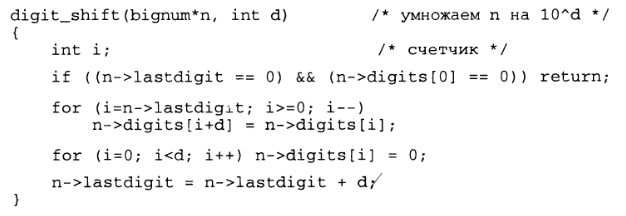 digit_shift(bignum*n, int d) /* умножаем n на 10^d */
{
int i; /* счетчик */
if ((n->lastdigit == 0) && (n->digits[0] == 0)) return;
for (i=n->lastdigit; i>=0; i--)
n->digits[i+d] = n->digits[i];
for (i=0; i<d; i++) n->digits[i] = 0;
n->lastdigit = n->lastdigit + d;
}